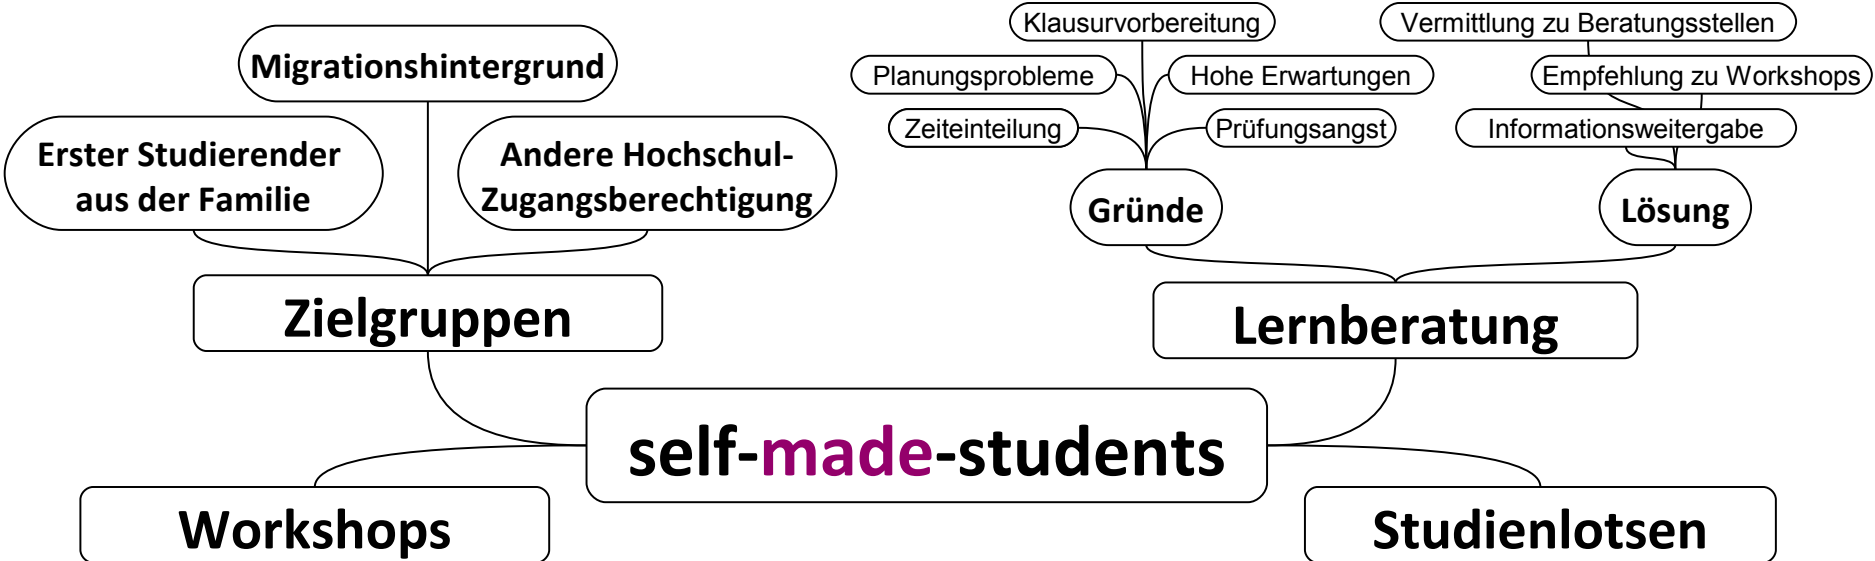 Klausurvorbereitung
Vermittlung zu Beratungsstellen
Migrationshintergrund
Planungsprobleme
Hohe Erwartungen
Empfehlung zu Workshops
Zeiteinteilung
Prüfungsangst
Informationsweitergabe
Erster Studierender
aus der Familie
Andere Hochschul-
Zugangsberechtigung
Gründe
Lösung
Zielgruppen
Lernberatung
self-made-students
Workshops
Studienlotsen